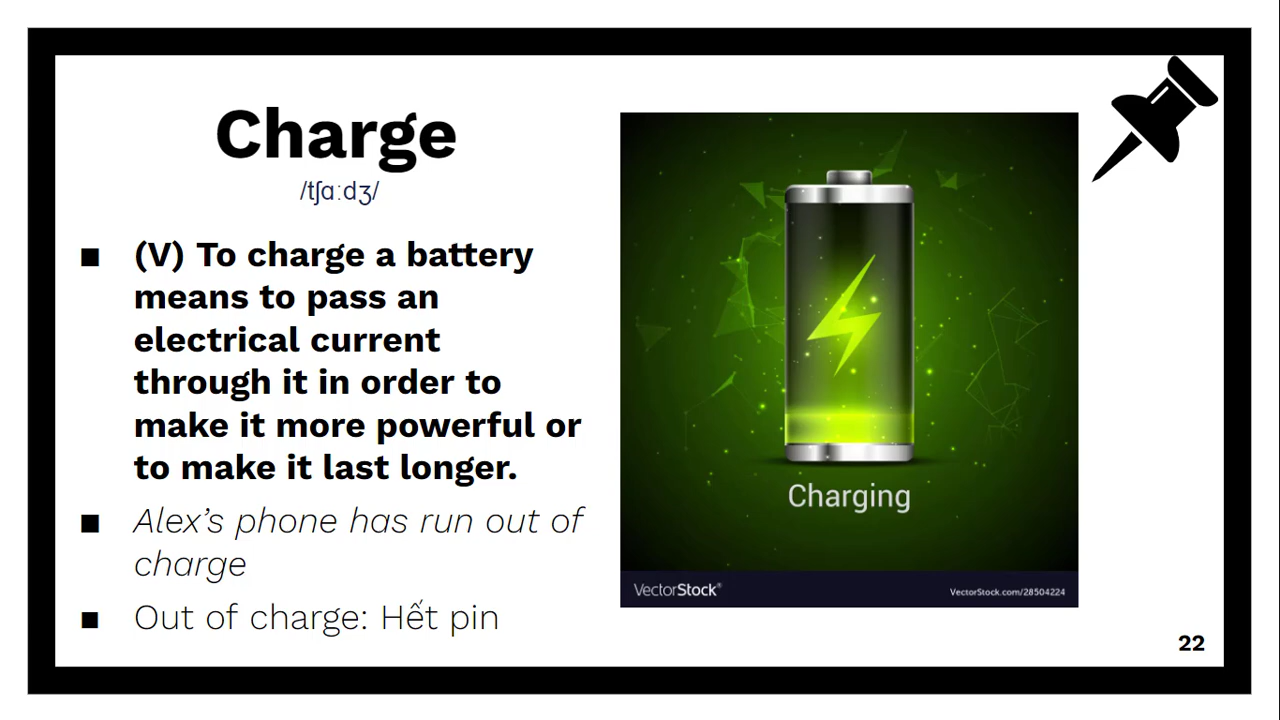 Charge
/tʃɑːdʒ/
■ (V) To charge a battery
means to pass an
electrical current
through it in order to
make it more powerful or
to make it last longer.
■ Alex’s phone has run out of
charge
■ Out of charge: Hết pin
Charging
VectorStock®
VectorStock.com/28504224
22